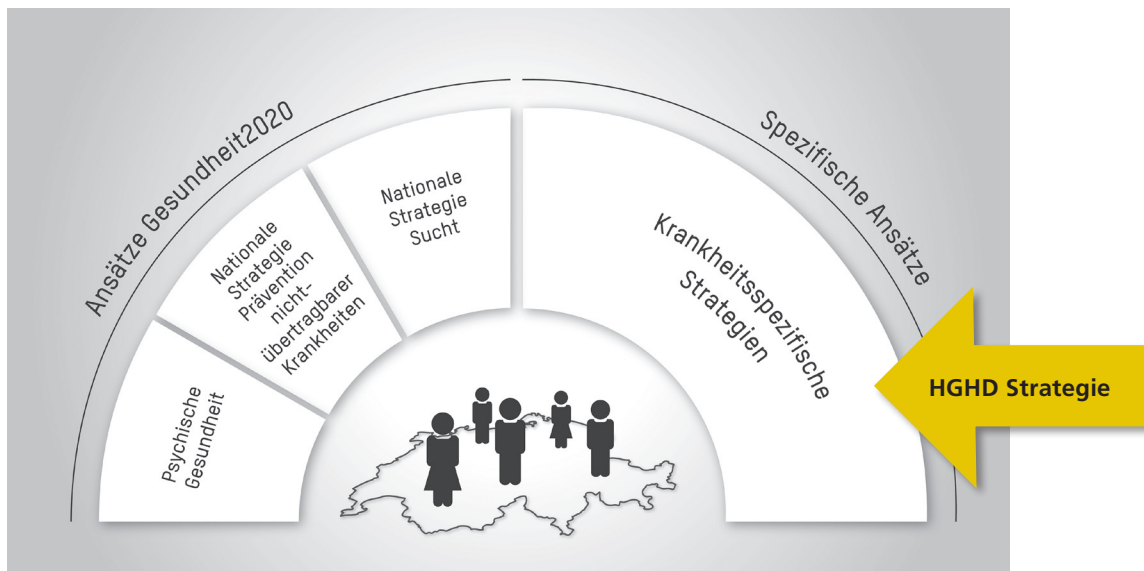 Ansätze Gesundheit2020
Spezifische Ansätze
Psychische
Gesundheit
Nationale
Strategie
Prävention
nicht-
übertragbarer
Krankheiten
Nationale
Strategie
Sucht
Krankheitsspezifische
Strategien
HGHD Strategie